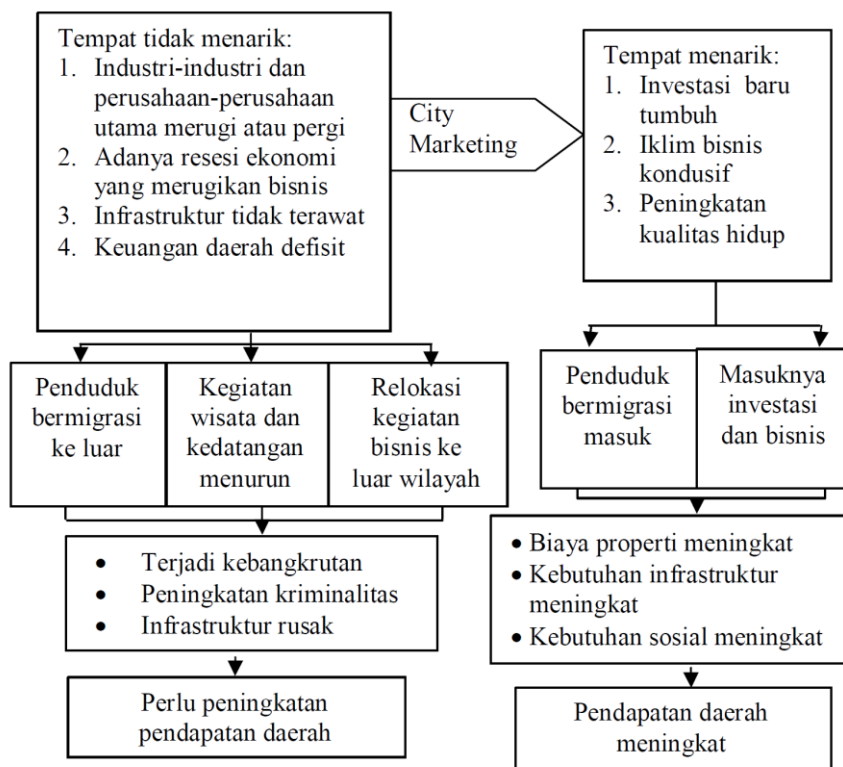 Tempat tidak menarik:
1. Industri-industri dan
perusahaan-perusahaan
utama merugi atau pergi
2. Adanya resesi ekonomi
yang merugikan bisnis
3. Infrastruktur tidak terawat
4. Keuangan daerah defisit
City
Marketing
Tempat menarik:
1. Investasi baru
tumbuh
2. Iklim bisnis
kondusif
3. Peningkatan
kualitas hidup
Penduduk
bermigrasi
ke luar
Kegiatan
wisata dan
kedatangan
menurun
Relokasi
kegiatan
bisnis ke
luar wilayah
Penduduk
bermigrasi
masuk
Masuknya
investasi
dan bisnis
• Terjadi kebangkrutan
• Peningkatan kriminalitas
• Infrastruktur rusak
• Biaya properti meningkat
• Kebutuhan infrastruktur
meningkat
• Kebutuhan sosial meningkat
Perlu peningkatan
pendapatan daerah
Pendapatan daerah
meningkat